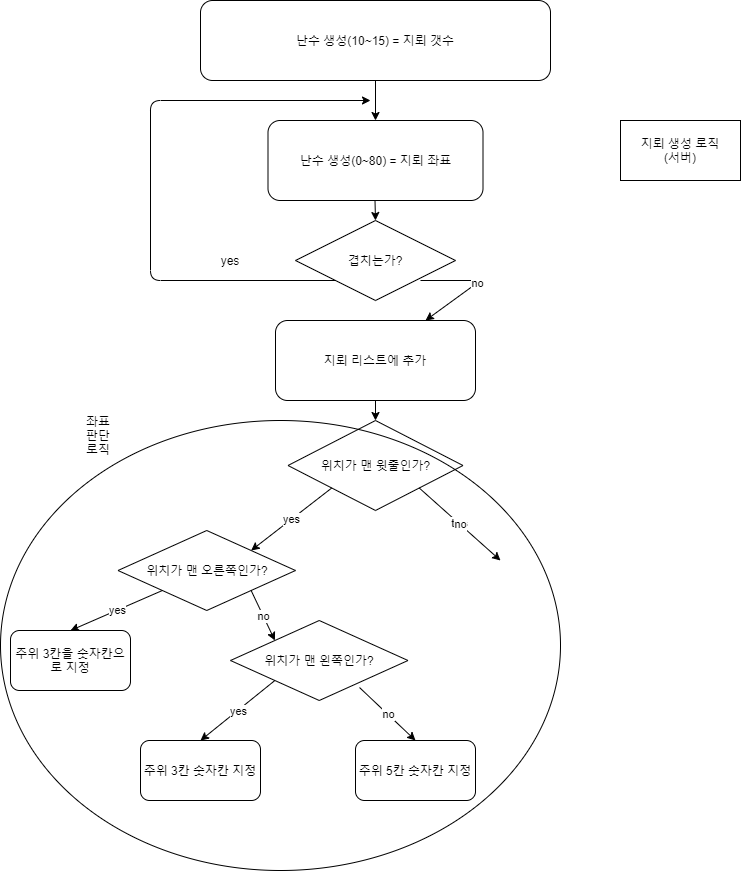 난수 생성(10~15) = 지뢰 갯수
난수 생성(0~80) = 지뢰 좌표
지뢰 생성 로직
(서버)
겹치는가?
yes
no
지뢰 리스트에 추가
좌표
판단
로직
위치가 맨 윗줄인가?
yes
tno
위치가 맨 오른쪽인가?
yes
no
주위 3칸을 숫자칸으
로 지정
위치가 맨 왼쪽인가?
yes
no
주위 3칸 숫자칸 지정
주위 5칸 숫자칸 지정